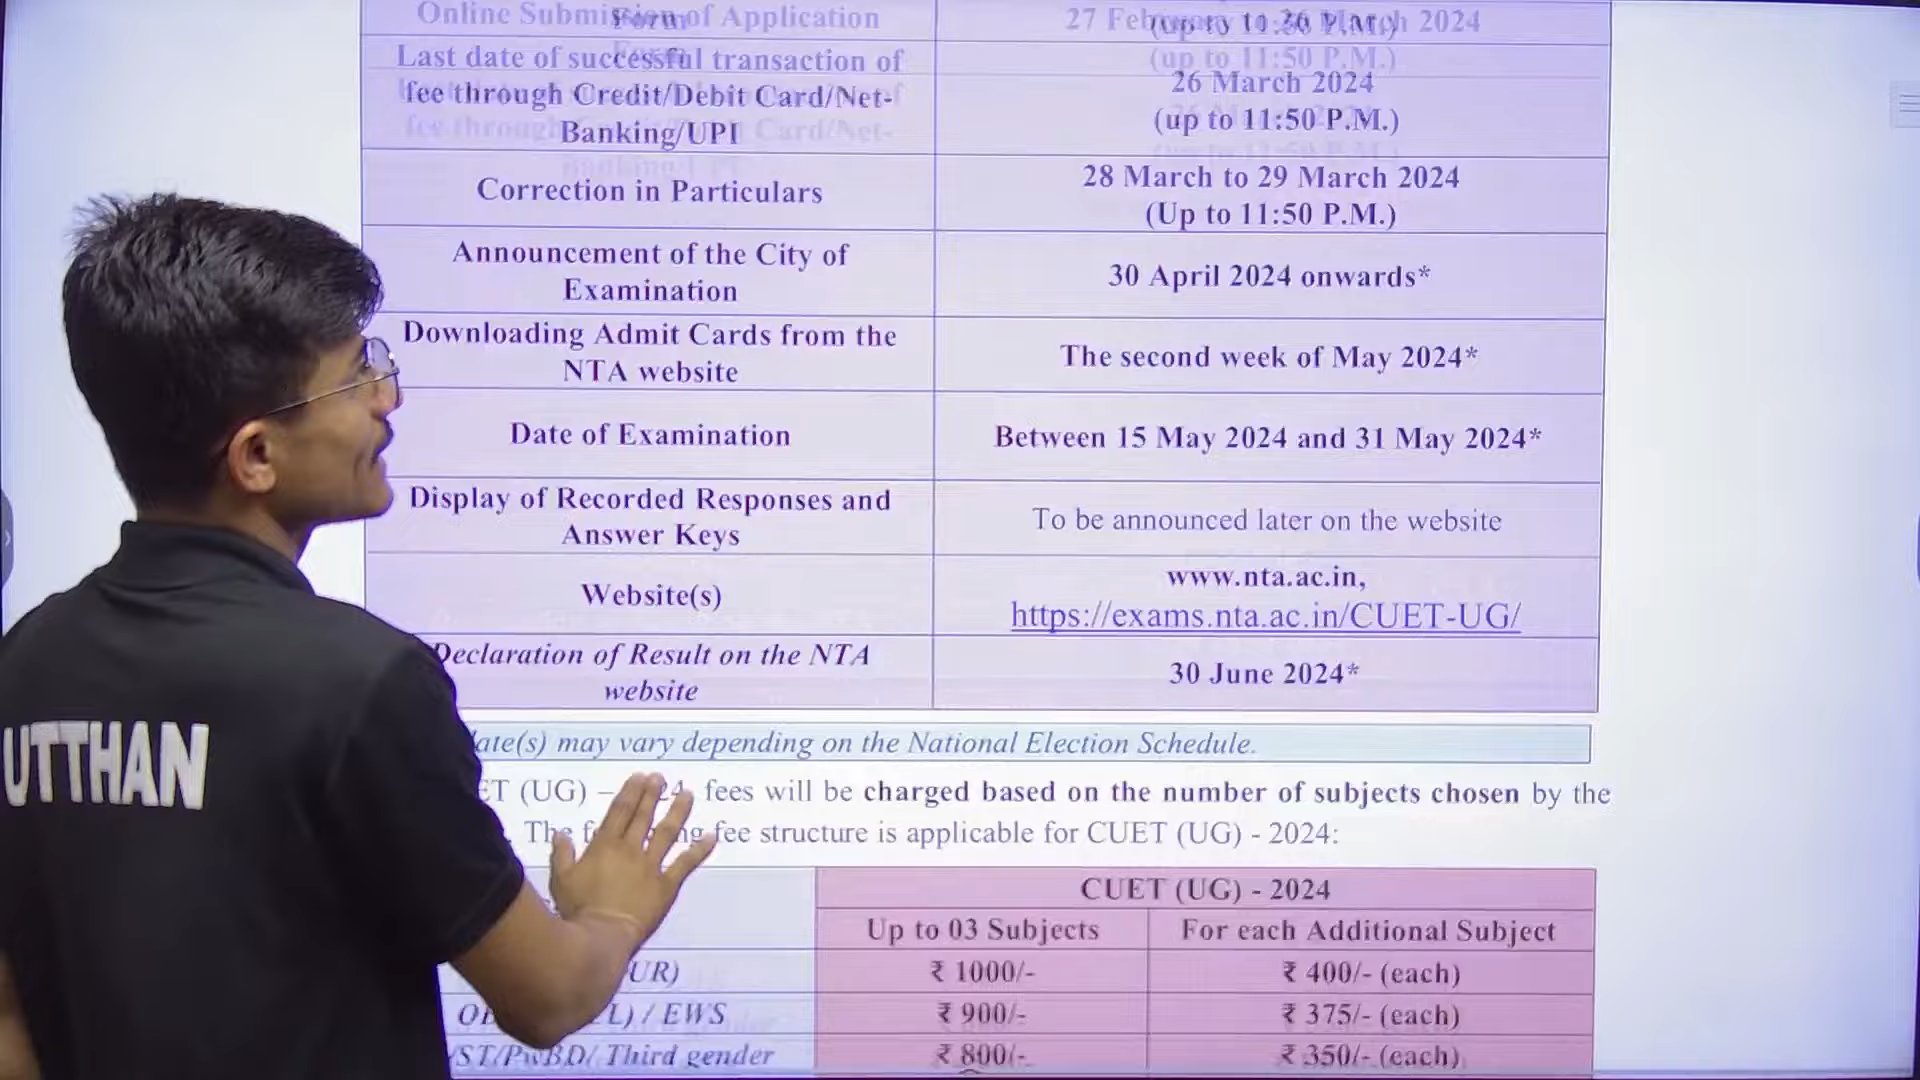 Online Submission of Application
Form
27 February to 26 March 2024
(up to 11:50 P.M.)
Last date of successful transaction of
fee through Credit/Debit Card/Net-
Banking/UPI
26 March 2024
(up to 11:50 P.M.)
Correction in Particulars
28 March to 29 March 2024
(Up to 11:50 P.M.)
Announcement of the City of
Examination
30 April 2024 onwards*
Downloading Admit Cards from the
NTA website
The second week of May 2024*
Date of Examination
Between 15 May 2024 and 31 May 2024*
Display of Recorded Responses and
Answer Keys
To be announced later on the website
Website(s)
www.nta.ac.in,
https://exams.nta.ac.in/CUET-UG/
Declaration of Result on the NTA
website
30 June 2024*
ate(s) may vary depending on the National Election Schedule.
ET (UG) – 24, fees will be charged based on the number of subjects chosen by the
The fee structure is applicable for CUET (UG) - 2024:
CUET (UG) - 2024
Up to 03 Subjects
For each Additional Subject
UR)
₹ 1000/-
₹ 400/- (each)
L) / EWS
₹ 900/-
₹ 375/- (each)
/ST/PwBD/ Third gender
₹ 800/-
₹ 350/- (each)
UTTHAN